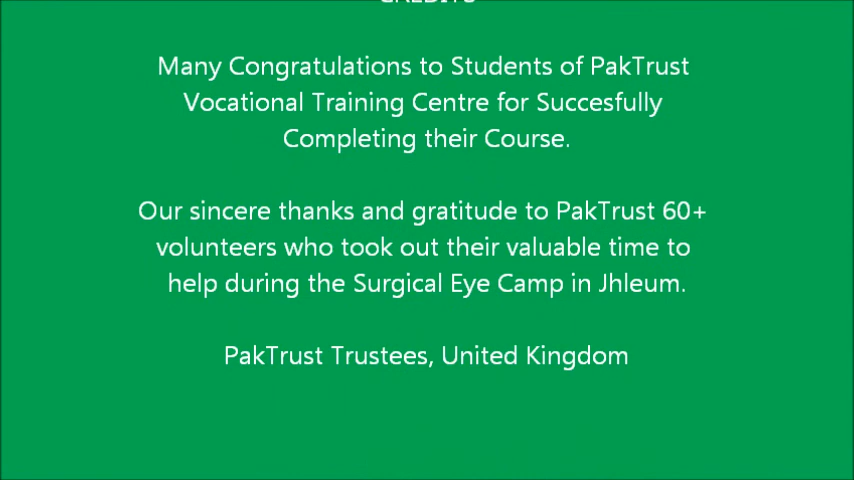 CREDITS
Many Congratulations to Students of PakTrust
Vocational Training Centre for Succesfully
Completing their Course.
Our sincere thanks and gratitude to PakTrust 60+
volunteers who took out their valuable time to
help during the Surgical Eye Camp in Jhleum.
PakTrust Trustees, United Kingdom